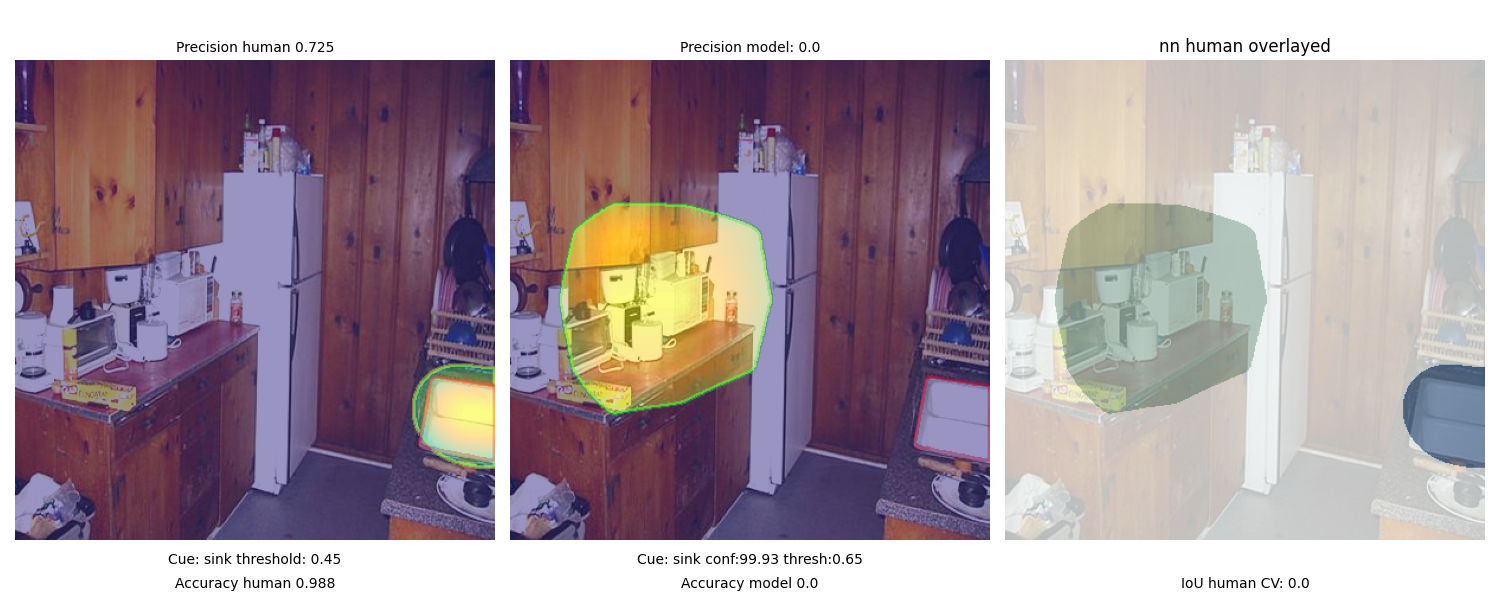 Precision human 0.725
Precision model: 0.0
nn human overlayed
Cue: sink threshold: 0.45
Cue: sink conf:99.93 thresh:0.65
Accuracy human 0.988
Accuracy model 0.0
IoU human CV: 0.0